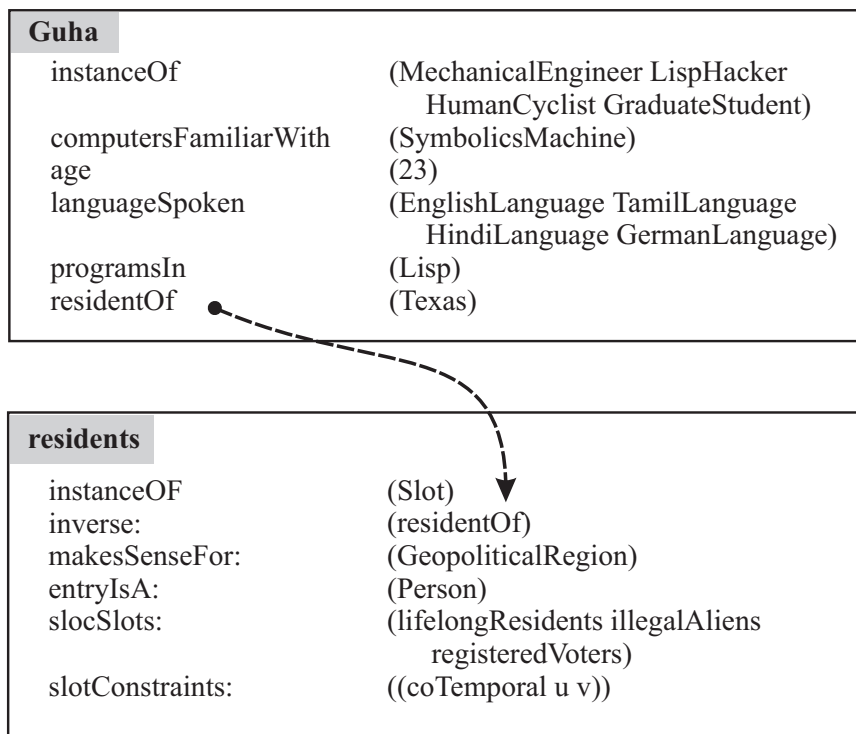 Guha
instanceOf (MechanicalEngineer LispHacker
HumanCyclist GraduateStudent)
computersFamiliarWith (SymbolicsMachine)
age (23)
languageSpoken (EnglishLanguage TamilLanguage
HindiLanguage GermanLanguage)
programsIn (Lisp)
residentOf (Texas)
residents
instanceOF (Slot)
inverse: (residentOf)
makesSenseFor: (GeopoliticalRegion)
entryIsA: (Person)
slocSlots: (lifelongResidents illegalAliens
registeredVoters)
slotConstraints: ((coTemporal u v))